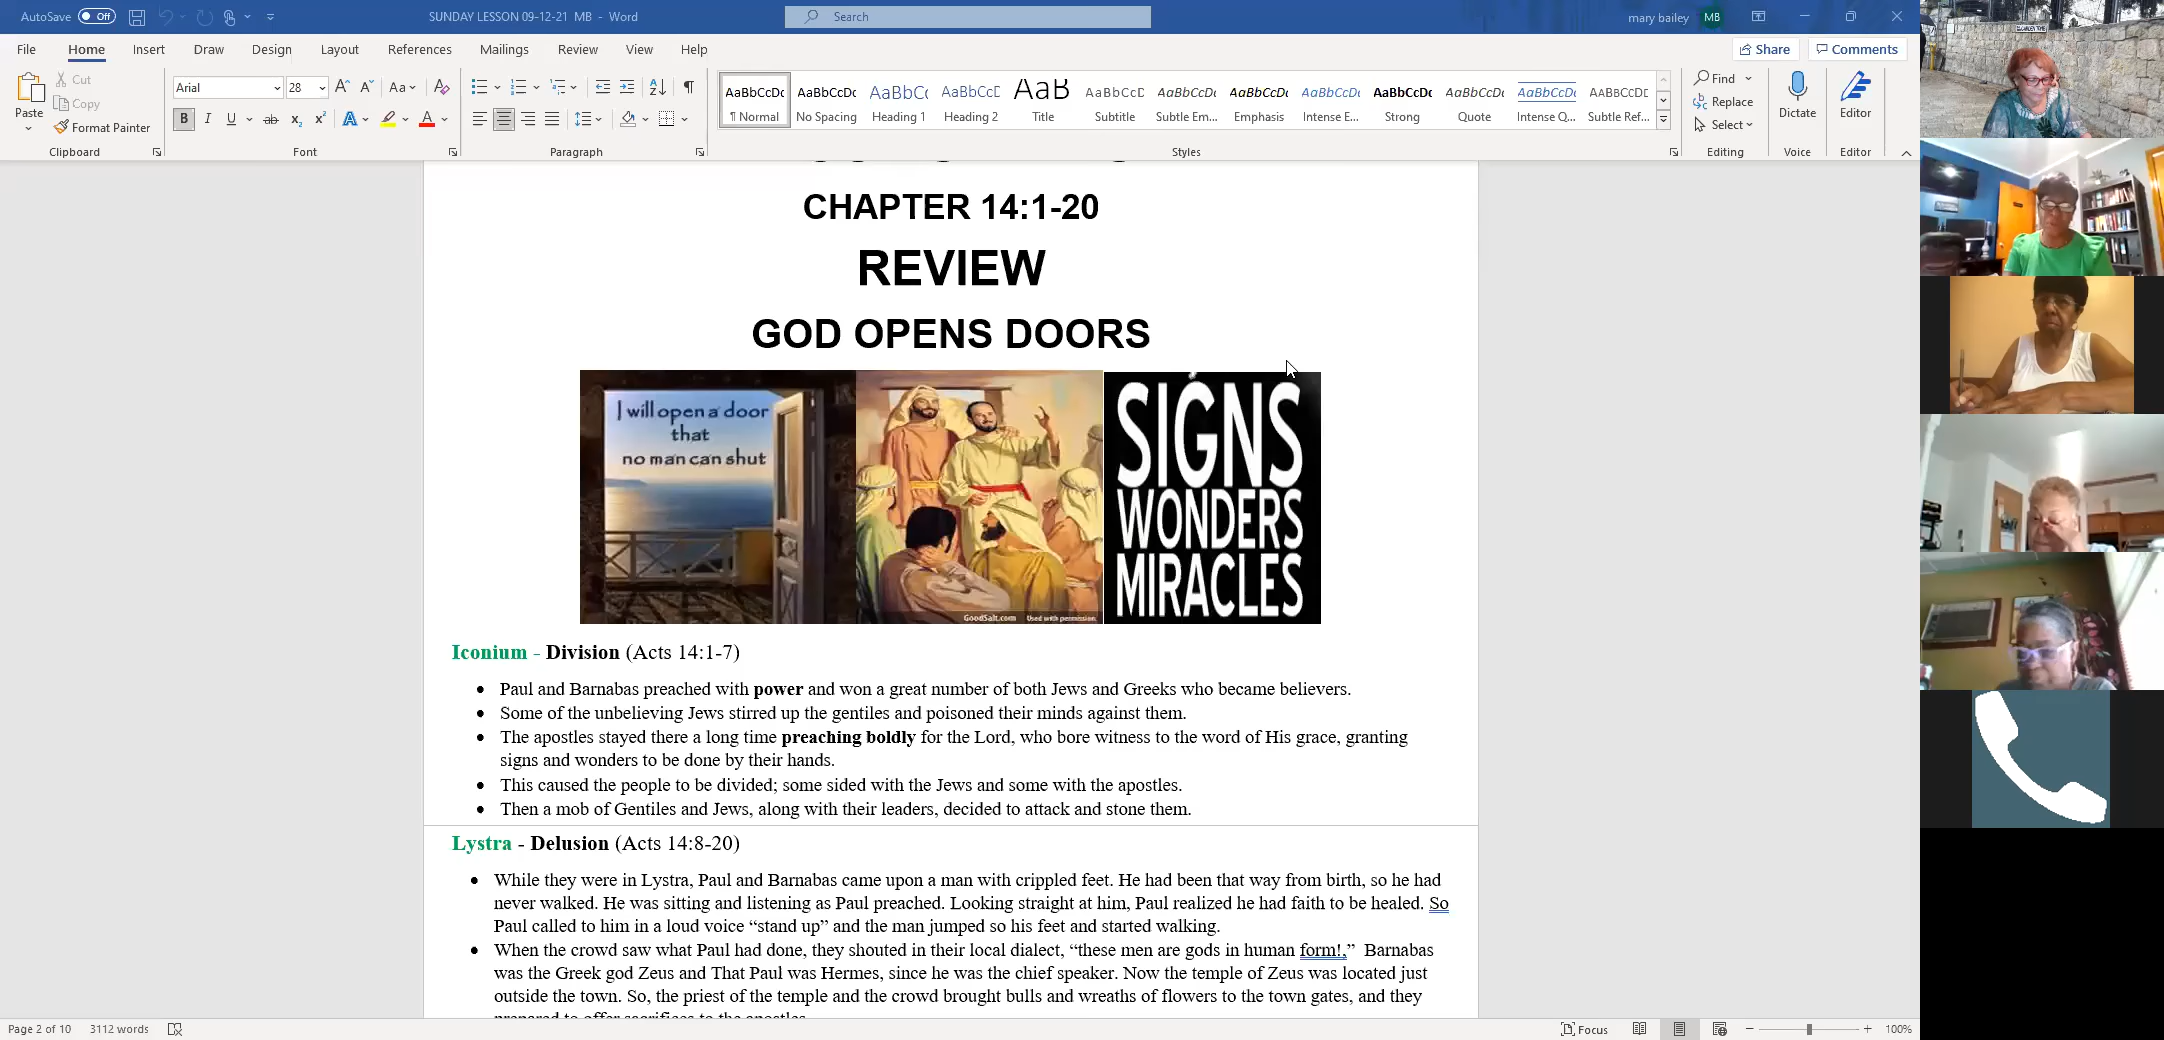 AutoSave Off SUNDAY LESSON 09-12-21 MB - Word Search mary bailey MB
File Home Insert Draw Design Layout References Mailings Review View Help Share Comments
Paste Cut Copy Format Painter
Arial 28
AaBbCcDc AaBbCcDc AaBbCc AaBbCcD AaB AaBbCcD AaBbCcDc AaBbCcDc AaBbCcDc AaBbCcDc AaBbCcDc AaBbCcDc AABBCCDE
¶ Normal No Spacing Heading 1 Heading 2 Title Subtitle Subtle Em... Emphasis Intense E... Strong Quote Intense Q... Subtle Ref...
Find Replace Select Dictate Editor
Clipboard Font Paragraph Styles Editing Voice Editor
CHAPTER 14:1-20
REVIEW
GOD OPENS DOORS
I will open a door
that
no man can shut
GoodSalt.com Used with permission.
SIGNS
WONDERS
MIRACLES
Iconium - Division (Acts 14:1-7)
• Paul and Barnabas preached with power and won a great number of both Jews and Greeks who became believers.
• Some of the unbelieving Jews stirred up the gentiles and poisoned their minds against them.
• The apostles stayed there a long time preaching boldly for the Lord, who bore witness to the word of His grace, granting
signs and wonders to be done by their hands.
• This caused the people to be divided; some sided with the Jews and some with the apostles.
• Then a mob of Gentiles and Jews, along with their leaders, decided to attack and stone them.
Lystra - Delusion (Acts 14:8-20)
• While they were in Lystra, Paul and Barnabas came upon a man with crippled feet. He had been that way from birth, so he had
never walked. He was sitting and listening as Paul preached. Looking straight at him, Paul realized he had faith to be healed. So
Paul called to him in a loud voice “stand up” and the man jumped so his feet and started walking.
• When the crowd saw what Paul had done, they shouted in their local dialect, “these men are gods in human form!,” Barnabas
was the Greek god Zeus and That Paul was Hermes, since he was the chief speaker. Now the temple of Zeus was located just
outside the town. So, the priest of the temple and the crowd brought bulls and wreaths of flowers to the town gates, and they
prepared to offer sacrifices to the apostles.
Page 2 of 10 3112 words Focus 100%